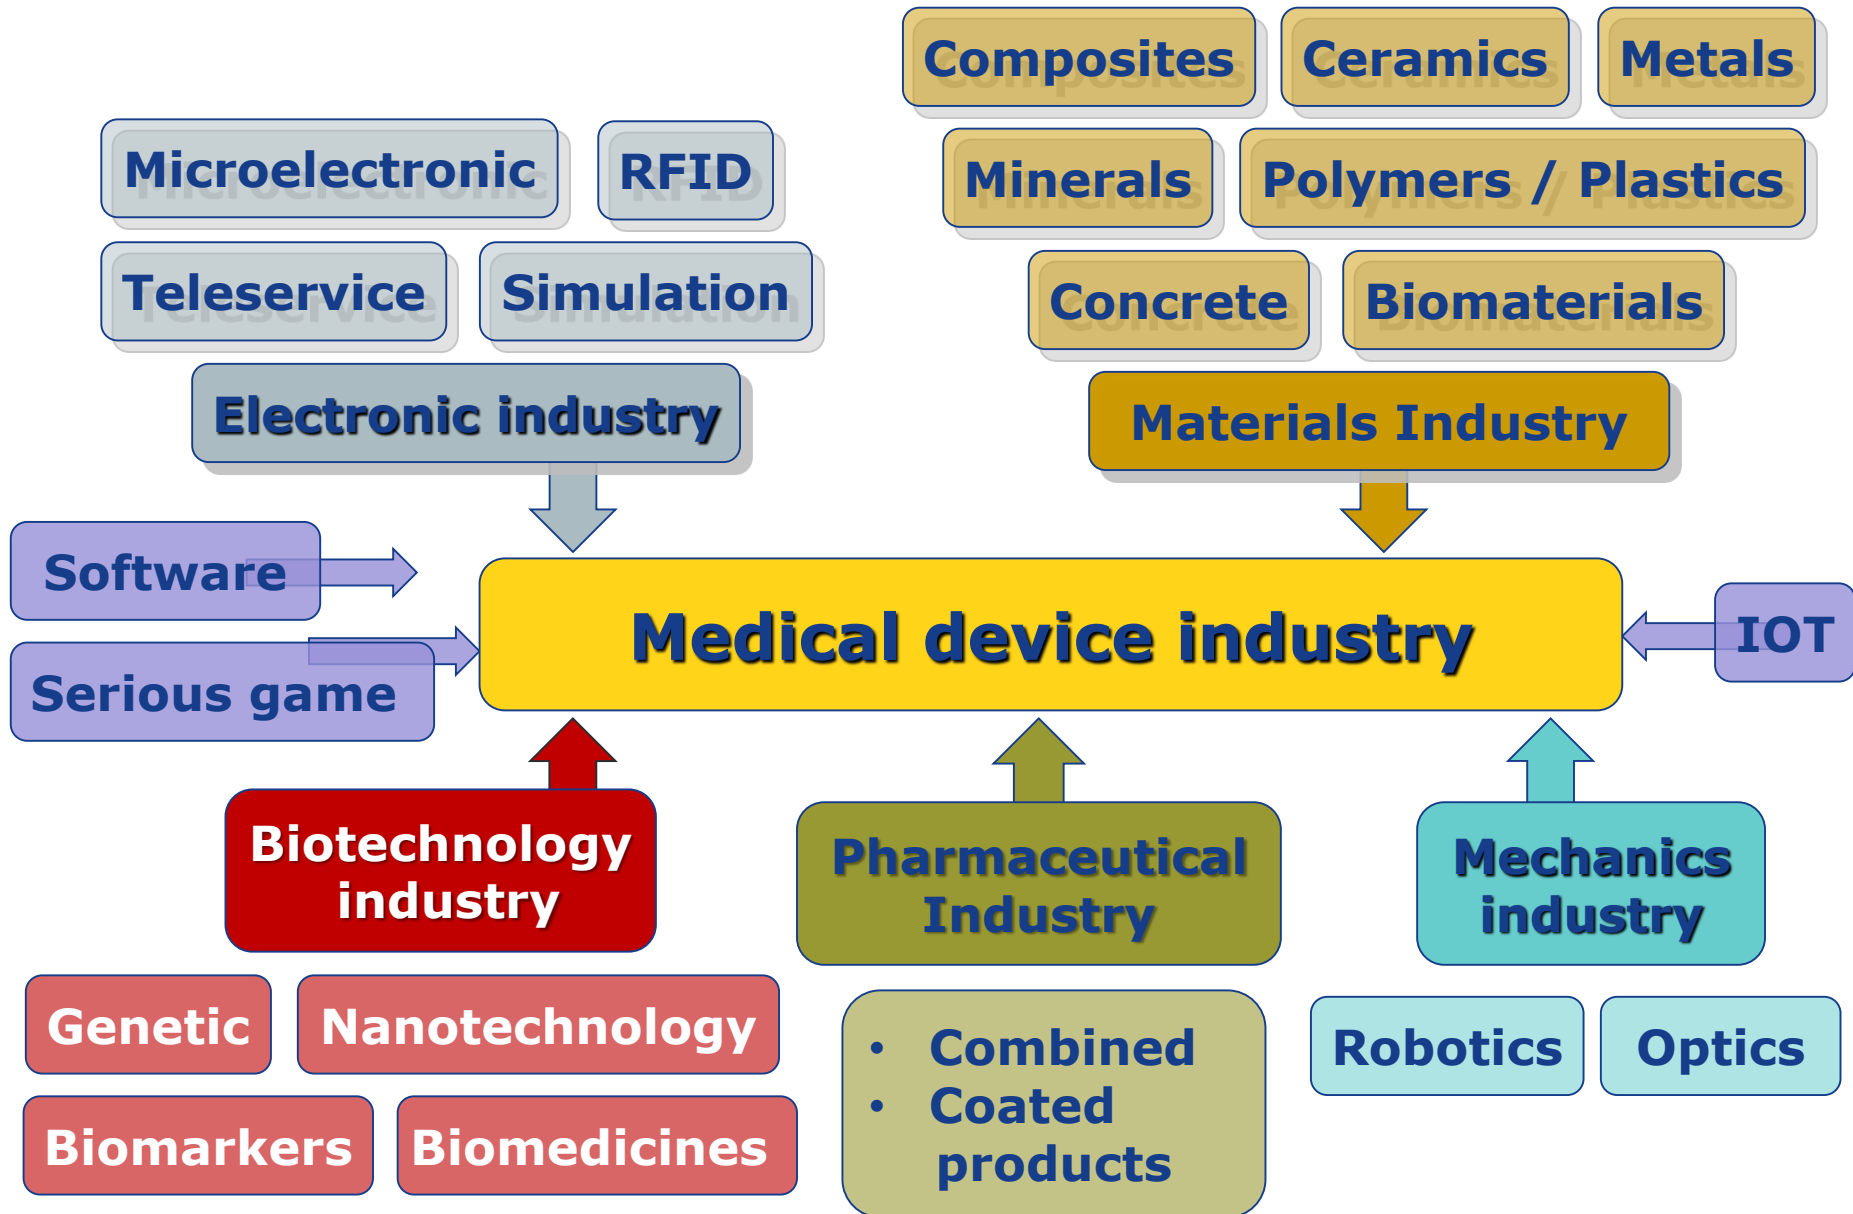 Composites
Ceramics
Metals
Microelectronic
RFID
Minerals
Polymers / Plastics
Teleservice
Simulation
Concrete
Biomaterials
Electronic industry
Materials Industry
Software
Serious game
Medical device industry
IOT
Biotechnology
industry
Pharmaceutical
Industry
Mechanics
industry
Genetic
Nanotechnology
Biomarkers
Biomedicines
• Combined
• Coated
products
Robotics
Optics